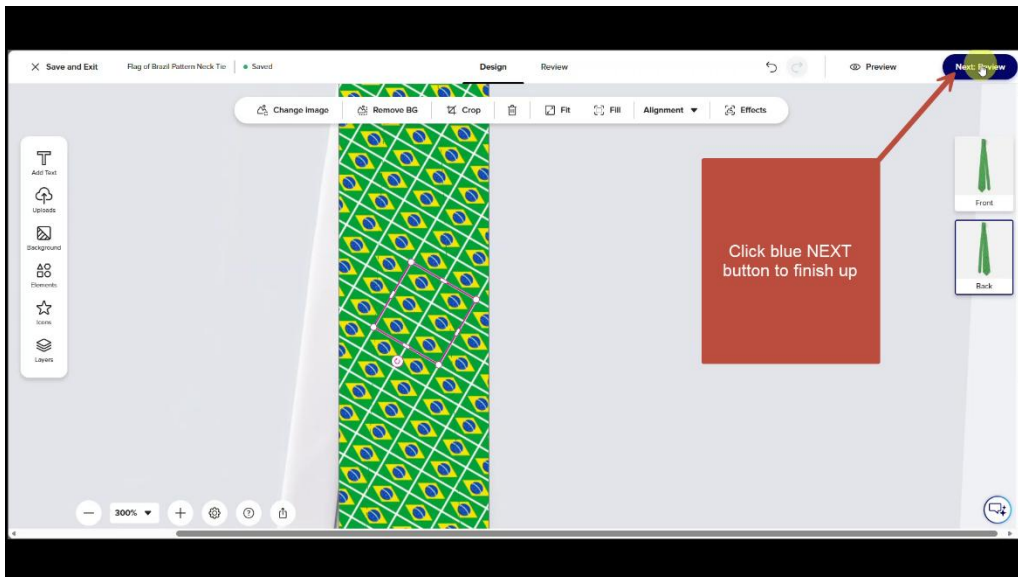 Save and Exit
Flag of Brazil Pattern Neck Tie
Saved
Design
Review
Preview
Next: Review
Change Image
Remove BG
Crop
Fit
Fill
Alignment
Effects
Add Text
Uploads
Background
Elements
Icons
Layers
Click blue NEXT
button to finish up
Front
Back
300%